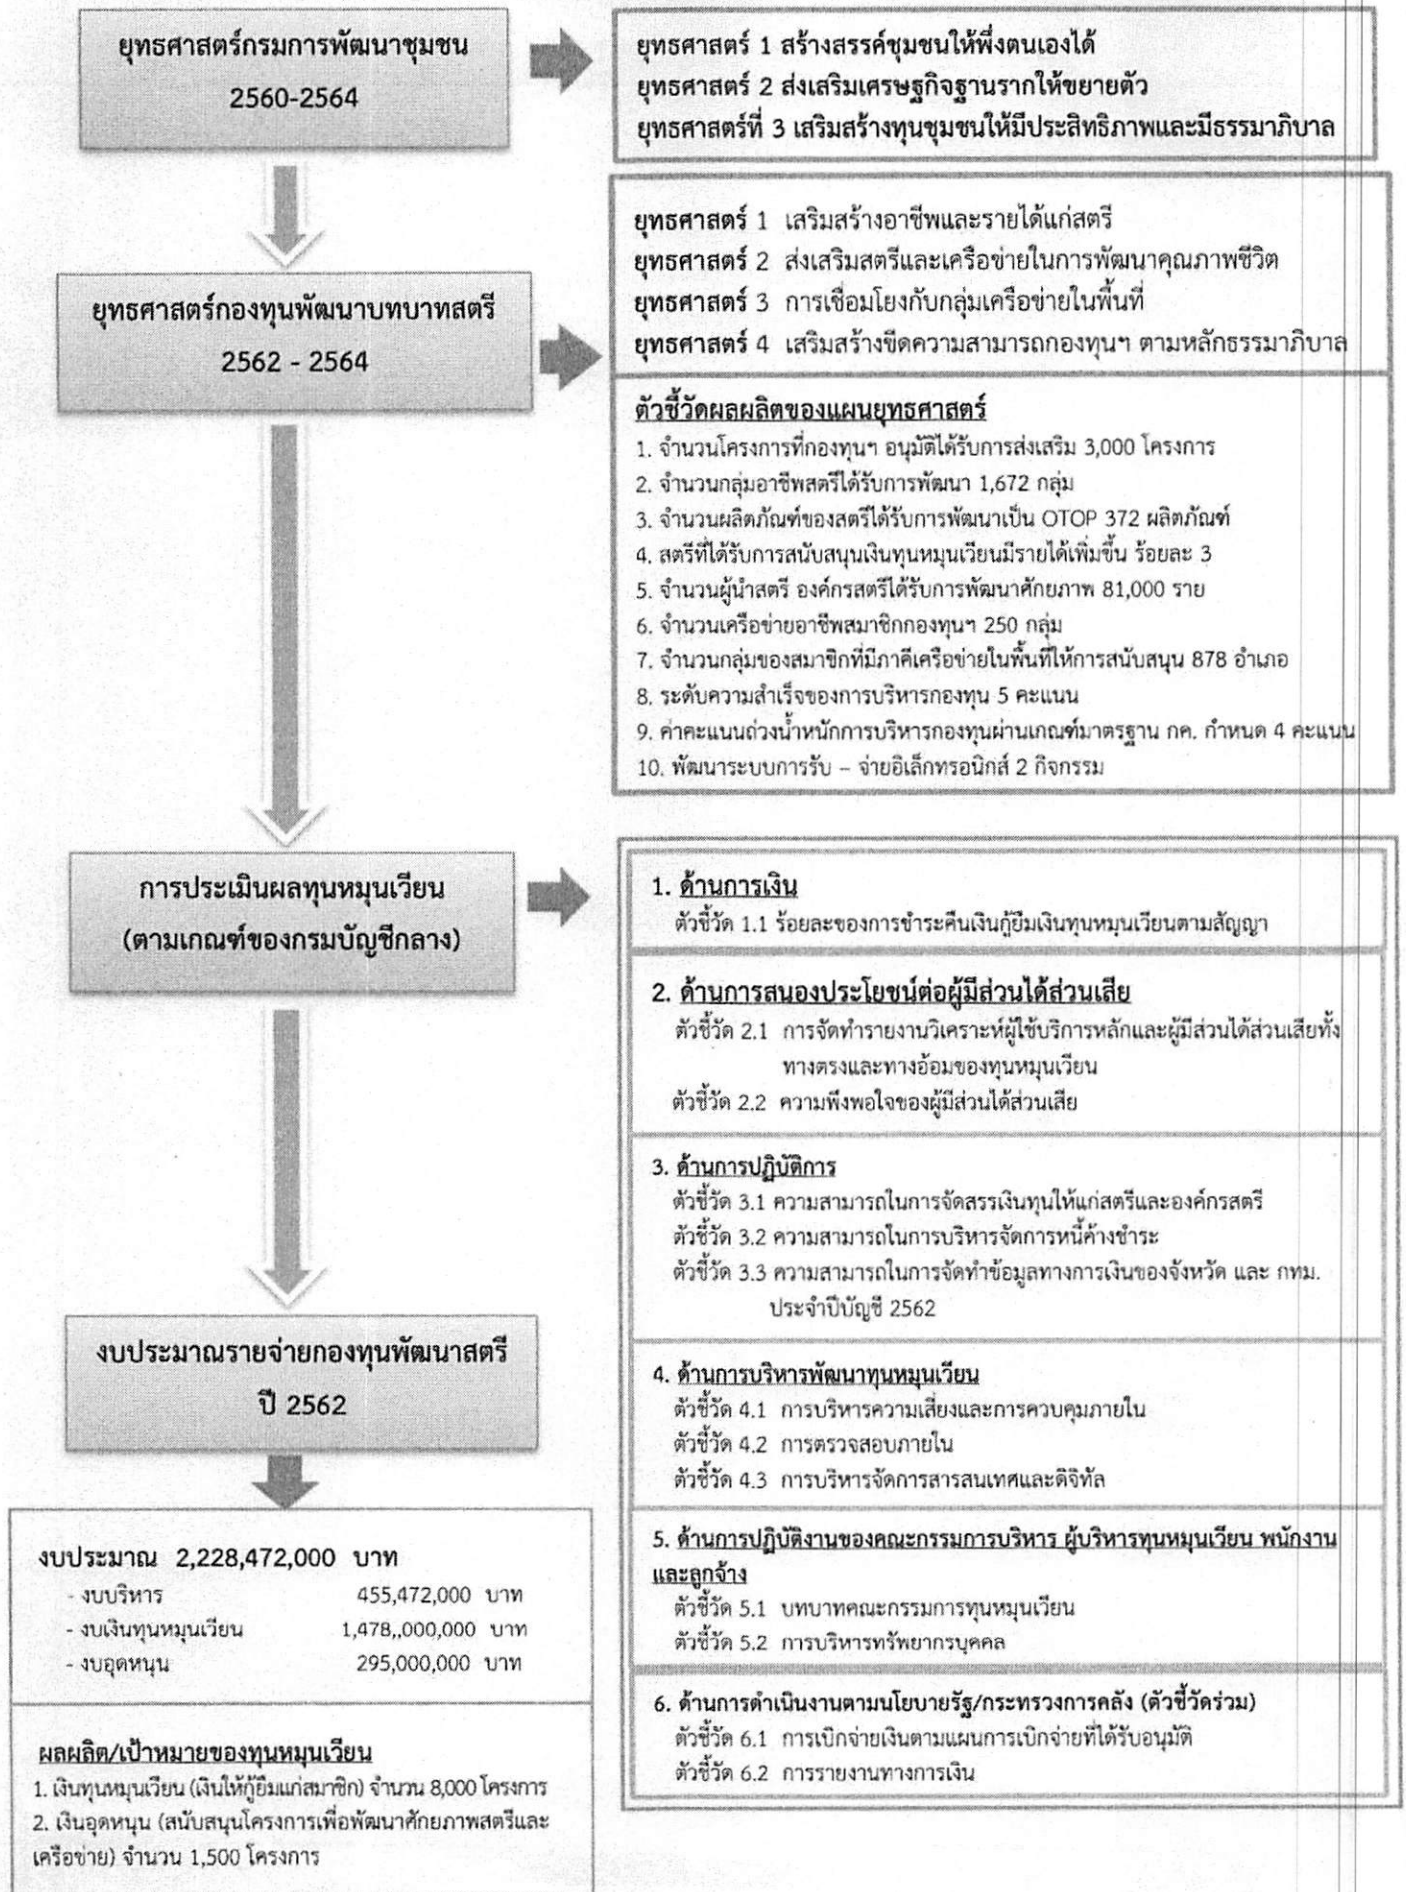 ยุทธศาสตร์กรมการพัฒนาชุมชน
2560-2564
ยุทธศาสตร์ 1 สร้างสรรค์ชุมชนให้พึ่งตนเองได้
ยุทธศาสตร์ 2 ส่งเสริมเศรษฐกิจฐานรากให้ขยายตัว
ยุทธศาสตร์ที่ 3 เสริมสร้างทุนชุมชนให้มีประสิทธิภาพและมีธรรมาภิบาล
ยุทธศาสตร์กองทุนพัฒนาบทบาทสตรี
2562 - 2564
ยุทธศาสตร์ 1 เสริมสร้างอาชีพและรายได้แก่สตรี
ยุทธศาสตร์ 2 ส่งเสริมสตรีและเครือข่ายในการพัฒนาคุณภาพชีวิต
ยุทธศาสตร์ 3 การเชื่อมโยงกับกลุ่มเครือข่ายในพื้นที่
ยุทธศาสตร์ 4 เสริมสร้างขีดความสามารถกองทุนฯ ตามหลักธรรมาภิบาล
ตัวชี้วัดผลผลิตของแผนยุทธศาสตร์
1. จำนวนโครงการที่กองทุนฯ อนุมัติได้รับการส่งเสริม 3,000 โครงการ
2. จำนวนกลุ่มอาชีพสตรีได้รับการพัฒนา 1,672 กลุ่ม
3. จำนวนผลิตภัณฑ์ของสตรีได้รับการพัฒนาเป็น OTOP 372 ผลิตภัณฑ์
4. สตรีที่ได้รับการสนับสนุนเงินทุนหมุนเวียนมีรายได้เพิ่มขึ้น ร้อยละ 3
5. จำนวนผู้นำสตรี องค์กรสตรีได้รับการพัฒนาศักยภาพ 81,000 ราย
6. จำนวนเครือข่ายอาชีพสมาชิกกองทุนฯ 250 กลุ่ม
7. จำนวนกลุ่มของสมาชิกที่มีภาคีเครือข่ายในพื้นที่ให้การสนับสนุน 878 อำเภอ
8. ระดับความสำเร็จของการบริหารกองทุน 5 คะแนน
9. ค่าคะแนนถ่วงน้ำหนักการบริหารกองทุนผ่านเกณฑ์มาตรฐาน กค. กำหนด 4 คะแนน
10. พัฒนาระบบการรับ – จ่ายอิเล็กทรอนิกส์ 2 กิจกรรม
การประเมินผลทุนหมุนเวียน
(ตามเกณฑ์ของกรมบัญชีกลาง)
1. ด้านการเงิน
ตัวชี้วัด 1.1 ร้อยละของการชำระคืนเงินกู้ยืมเงินทุนหมุนเวียนตามสัญญา
2. ด้านการสนองประโยชน์ต่อผู้มีส่วนได้ส่วนเสีย
ตัวชี้วัด 2.1 การจัดทำรายงานวิเคราะห์ผู้ใช้บริการหลักและผู้มีส่วนได้ส่วนเสียทั้ง
ทางตรงและทางอ้อมของทุนหมุนเวียน
ตัวชี้วัด 2.2 ความพึงพอใจของผู้มีส่วนได้ส่วนเสีย
3. ด้านการปฏิบัติการ
ตัวชี้วัด 3.1 ความสามารถในการจัดสรรเงินทุนให้แก่สตรีและองค์กรสตรี
ตัวชี้วัด 3.2 ความสามารถในการบริหารจัดการหนี้ค้างชำระ
ตัวชี้วัด 3.3 ความสามารถในการจัดทำข้อมูลทางการเงินของจังหวัด และ กทม.
ประจำปีบัญชี 2562
4. ด้านการบริหารพัฒนาทุนหมุนเวียน
ตัวชี้วัด 4.1 การบริหารความเสี่ยงและการควบคุมภายใน
ตัวชี้วัด 4.2 การตรวจสอบภายใน
ตัวชี้วัด 4.3 การบริหารจัดการสารสนเทศและดิจิทัล
5. ด้านการปฏิบัติงานของคณะกรรมการบริหาร ผู้บริหารทุนหมุนเวียน พนักงาน
และลูกจ้าง
ตัวชี้วัด 5.1 บทบาทคณะกรรมการทุนหมุนเวียน
ตัวชี้วัด 5.2 การบริหารทรัพยากรบุคคล
6. ด้านการดำเนินงานตามนโยบายรัฐ/กระทรวงการคลัง (ตัวชี้วัดร่วม)
ตัวชี้วัด 6.1 การเบิกจ่ายเงินตามแผนการเบิกจ่ายที่ได้รับอนุมัติ
ตัวชี้วัด 6.2 การรายงานทางการเงิน
งบประมาณรายจ่ายกองทุนพัฒนาสตรี
ปี 2562
งบประมาณ 2,228,472,000 บาท
- งบบริหาร 455,472,000 บาท
- งบเงินทุนหมุนเวียน 1,478,,000,000 บาท
- งบอุดหนุน 295,000,000 บาท
ผลผลิต/เป้าหมายของทุนหมุนเวียน
1. เงินทุนหมุนเวียน (เงินให้กู้ยืมแก่สมาชิก) จำนวน 8,000 โครงการ
2. เงินอุดหนุน (สนับสนุนโครงการเพื่อพัฒนาศักยภาพสตรีและ
เครือข่าย) จำนวน 1,500 โครงการ